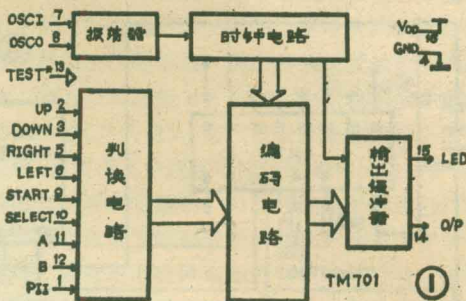 OSCI 7
OSCO 8
振荡器
时钟电路
VDD 16
GND 4
TEST 13
UP 2
DOWN 3
RIGHT 5
LEFT 6
START 9
SELECT 10
A 11
B 12
PII 1
判换电路
编码电路
输出缓冲器
15 LED
O/P
14
TM701
①